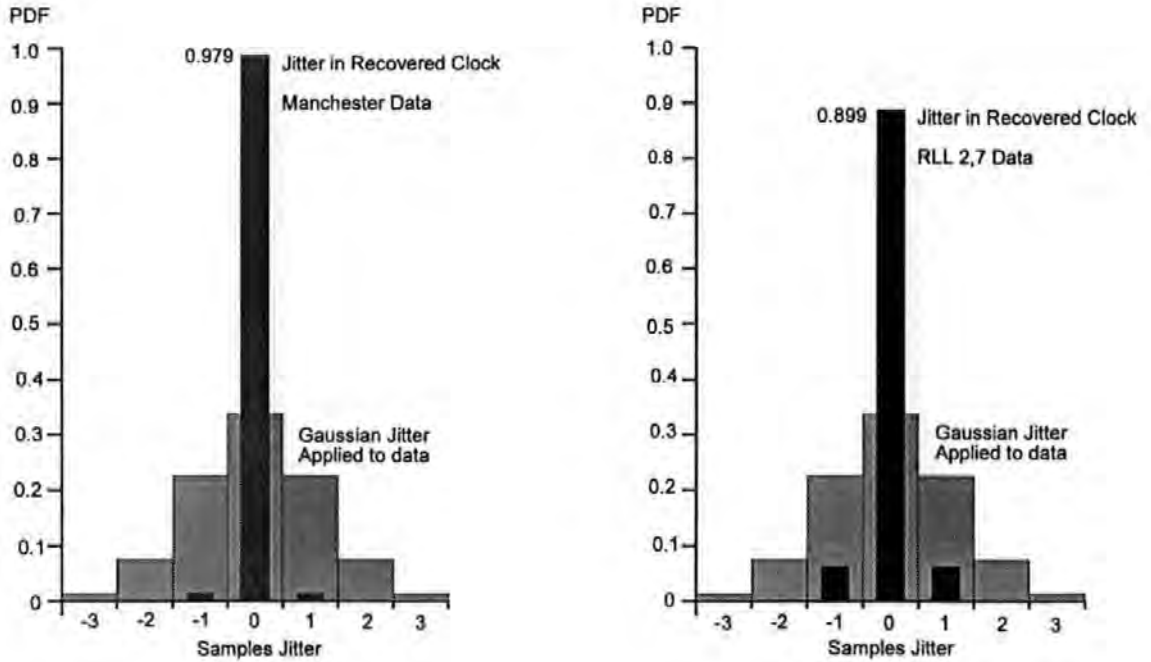 PDF
1.0
0.9
0.8
0.7
0.6
0.5
0.4
0.3
0.2
0.1
0
0.979
Jitter in Recovered Clock
Manchester Data
Gaussian Jitter
Applied to data
-3 -2 -1 0 1 2 3
Samples Jitter
PDF
1.0
0.9
0.8
0.7
0.6
0.5
0.4
0.3
0.2
0.1
0
0.899
Jitter in Recovered Clock
RLL 2,7 Data
Gaussian Jitter
Applied to data
-3 -2 -1 0 1 2 3
Samples Jitter